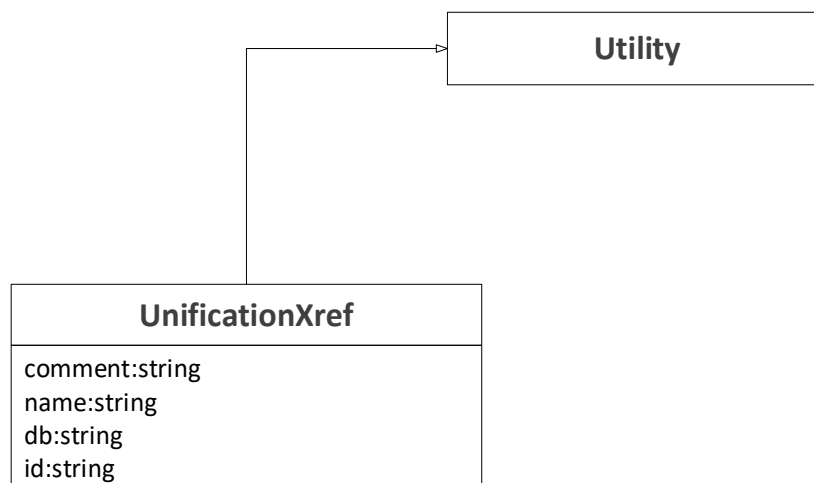 Utility
UnificationXref
comment:string
name:string
db:string
id:string